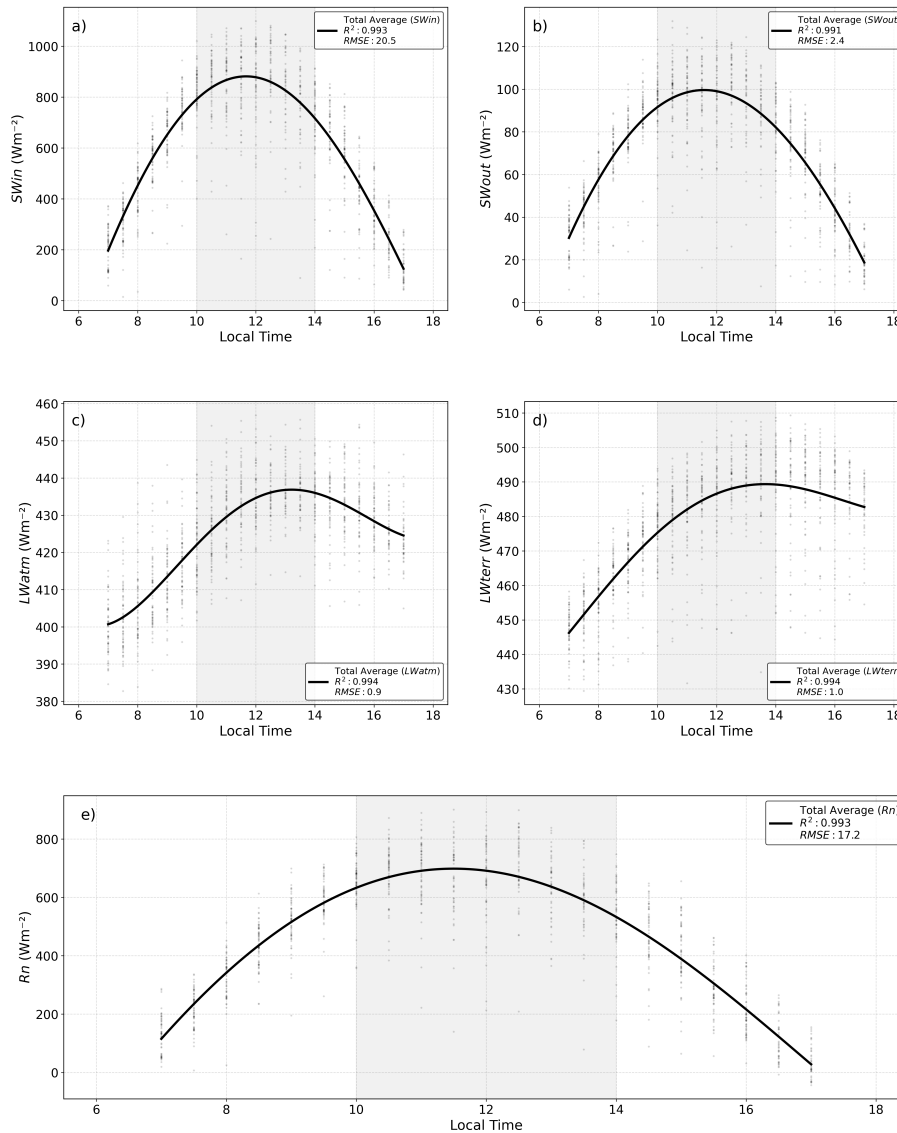 a)
Total Average (SWin)
R² : 0.993
RMSE : 20.5
1000
800
600
400
200
0
SWin (Wm⁻²)
6 8 10 12 14 16 18
Local Time
b)
Total Average (SWout
R² : 0.991
RMSE : 2.4
120
100
80
60
40
20
0
SWout (Wm⁻²)
6 8 10 12 14 16 18
Local Time
c)
460
450
440
430
420
410
400
390
380
LWatm (Wm⁻²)
Total Average (LWatm)
R² : 0.994
RMSE : 0.9
6 8 10 12 14 16 18
Local Time
d)
510
500
490
480
470
460
450
440
430
LWterr (Wm⁻²)
Total Average (LWterr
R² : 0.994
RMSE : 1.0
6 8 10 12 14 16 18
Local Time
e)
Total Average (Rn)
R² : 0.993
RMSE : 17.2
800
600
400
200
0
Rn (Wm⁻²)
6 8 10 12 14 16 18
Local Time